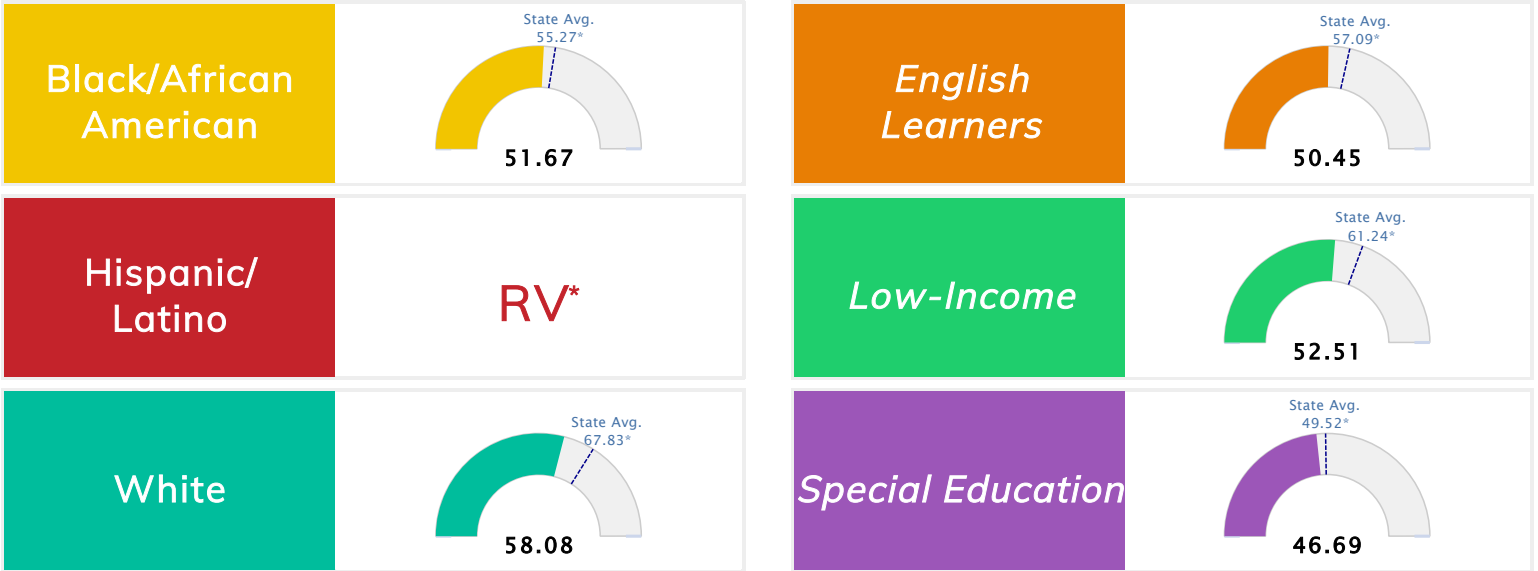 Black/African
American
State Avg.
55.27*
51.67
English
Learners
State Avg.
57.09*
50.45
Hispanic/
Latino
RV*
Low-Income
State Avg.
61.24*
52.51
White
State Avg.
67.83*
58.08
Special Education
State Avg.
49.52*
46.69